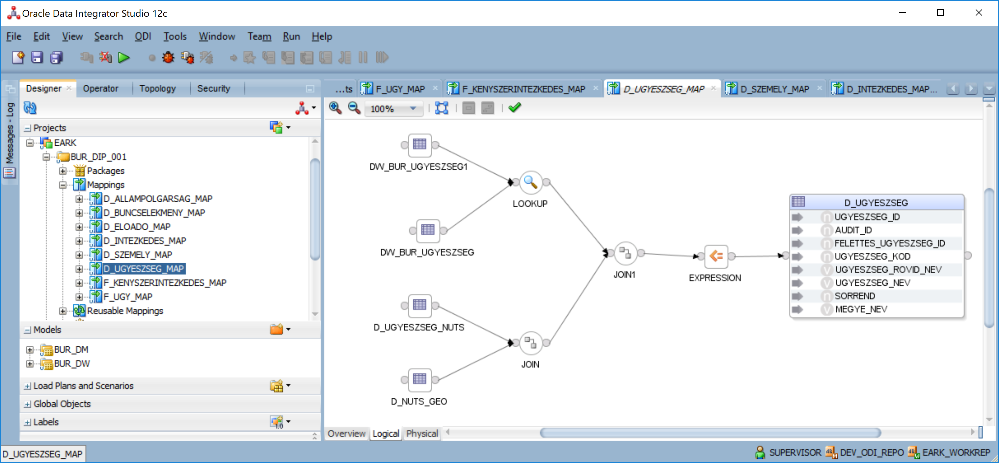 Oracle Data Integrator Studio 12c
File Edit View Search ODI Tools Window Team Run Help
Messages - Log
Designer Operator Topology Security
Projects
EARK
BUR_DIP_001
Packages
Mappings
D_ALLAMPOLGARSAG_MAP
D_BUNCSELEKMENY_MAP
D_ELOADO_MAP
D_INTEZKEDES_MAP
D_SZEMELY_MAP
D_UGYESZSEG_MAP
F_KENYSZERINTEZKEDES_MAP
F_UGY_MAP
Reusable Mappings
Models
BUR_DM
BUR_DW
Load Plans and Scenarios
Global Objects
Labels
1.0
...ts F_UGY_MAP F_KENYSZERINTEZKEDES_MAP D_UGYESZSEG_MAP D_SZEMELY_MAP D_INTEZKEDES_MAP...
100%
DW_BUR_UGYESZSEG1
LOOKUP
DW_BUR_UGYESZSEG
D_UGYESZSEG_NUTS
JOIN
D_NUTS_GEO
JOIN1
EXPRESSION
D_UGYESZSEG
n UGYESZSEG_ID
n AUDIT_ID
n FELETTES_UGYESZSEG_ID
n UGYESZSEG_KOD
v UGYESZSEG_ROVID_NEV
v UGYESZSEG_NEV
n SORREND
v MEGYE_NEV
Overview Logical Physical
D_UGYESZSEG_MAP
SUPERVISOR DEV_ODI_REPO EARK_WORKREP